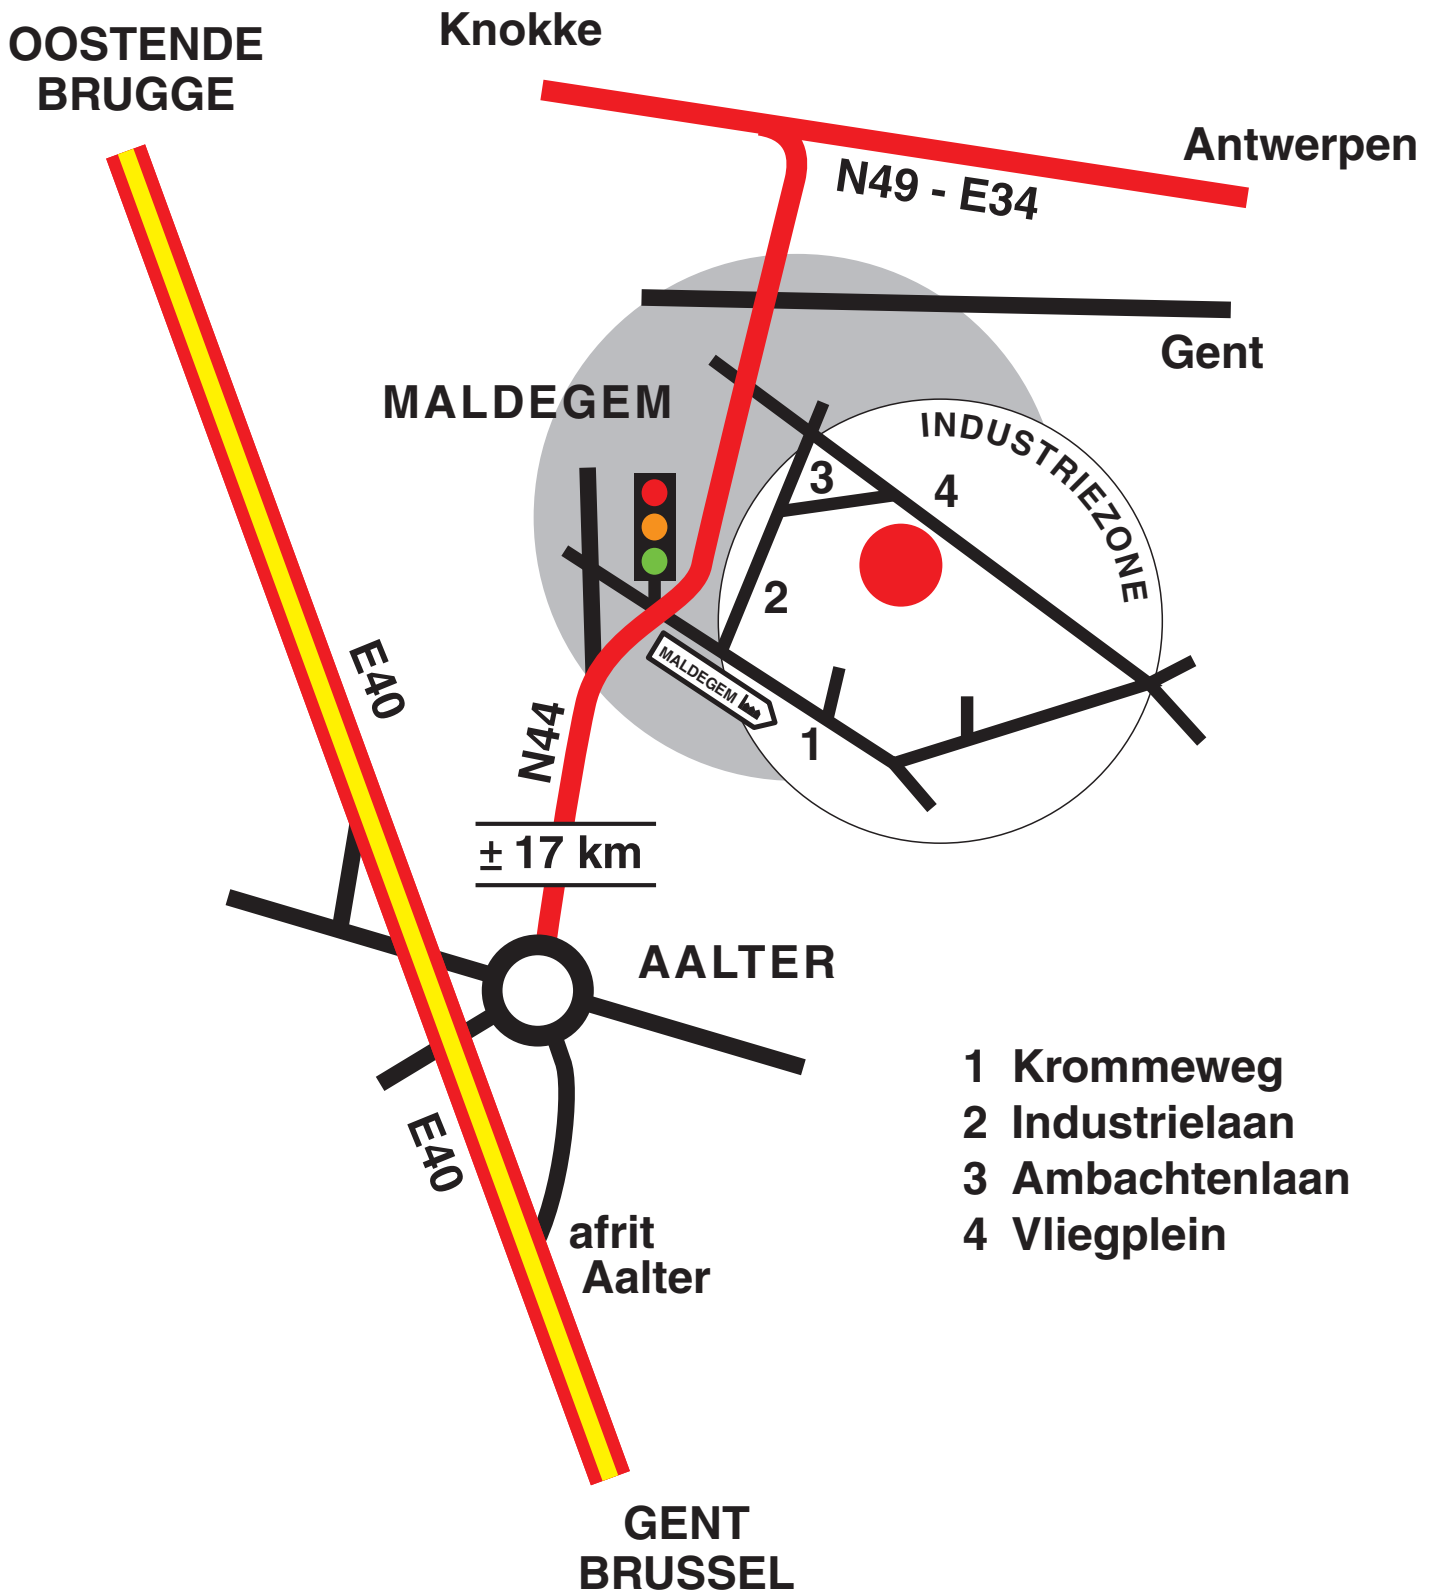 Knokke
OOSTENDE
BRUGGE
Antwerpen
N49 - E34
Gent
MALDEGEM
INDUSTRIEZONE
3
4
2
E40
MALDEGEM
N44
1
± 17 km
AALTER
1 Krommeweg
2 Industrielaan
3 Ambachtenlaan
4 Vliegplein
E40
afrit
Aalter
GENT
BRUSSEL